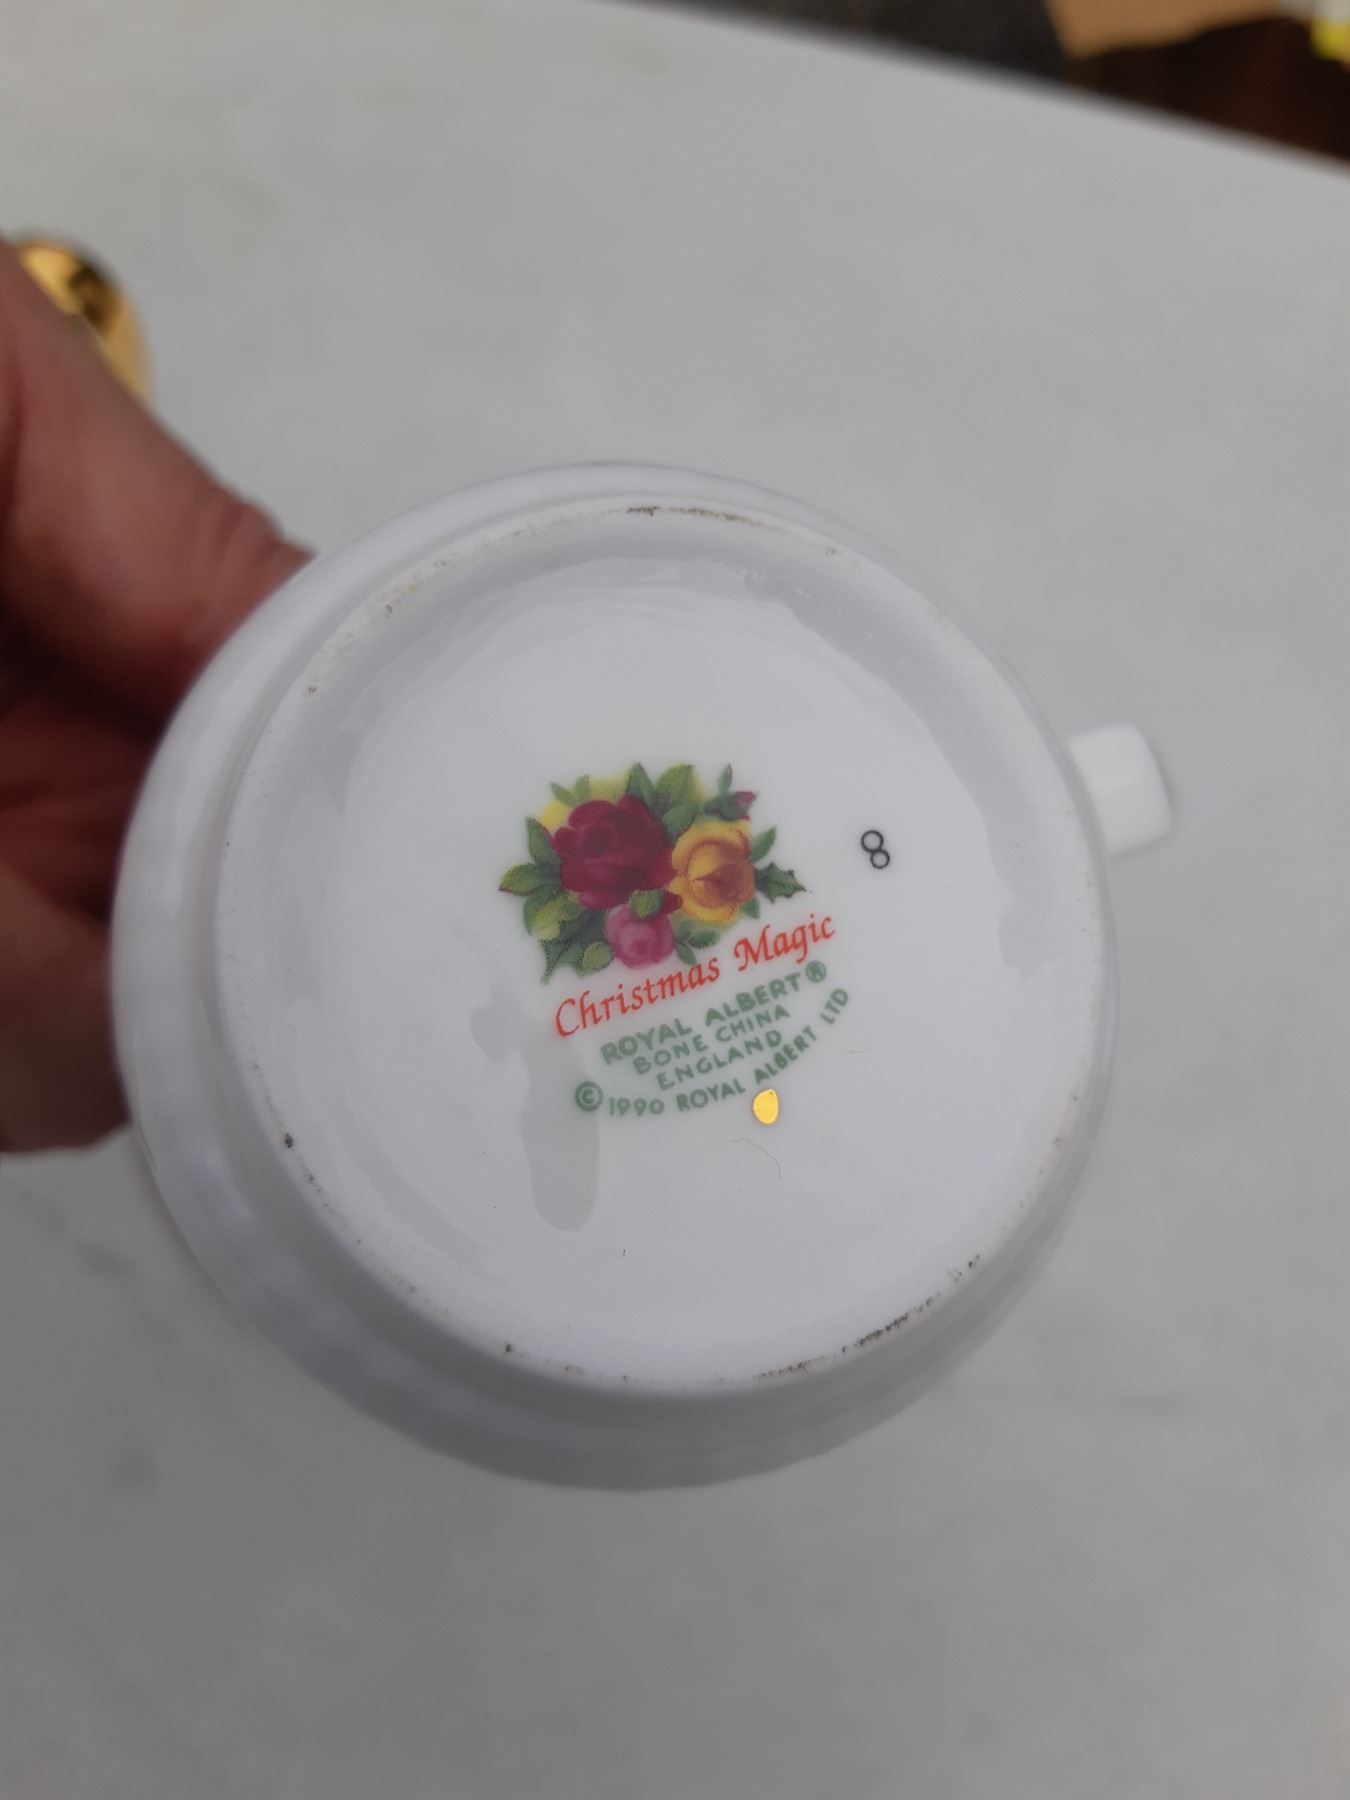 8
Christmas Magic
ROYAL ALBERT®
BONE CHINA
ENGLAND
© 1990 ROYAL ALBERT LTD